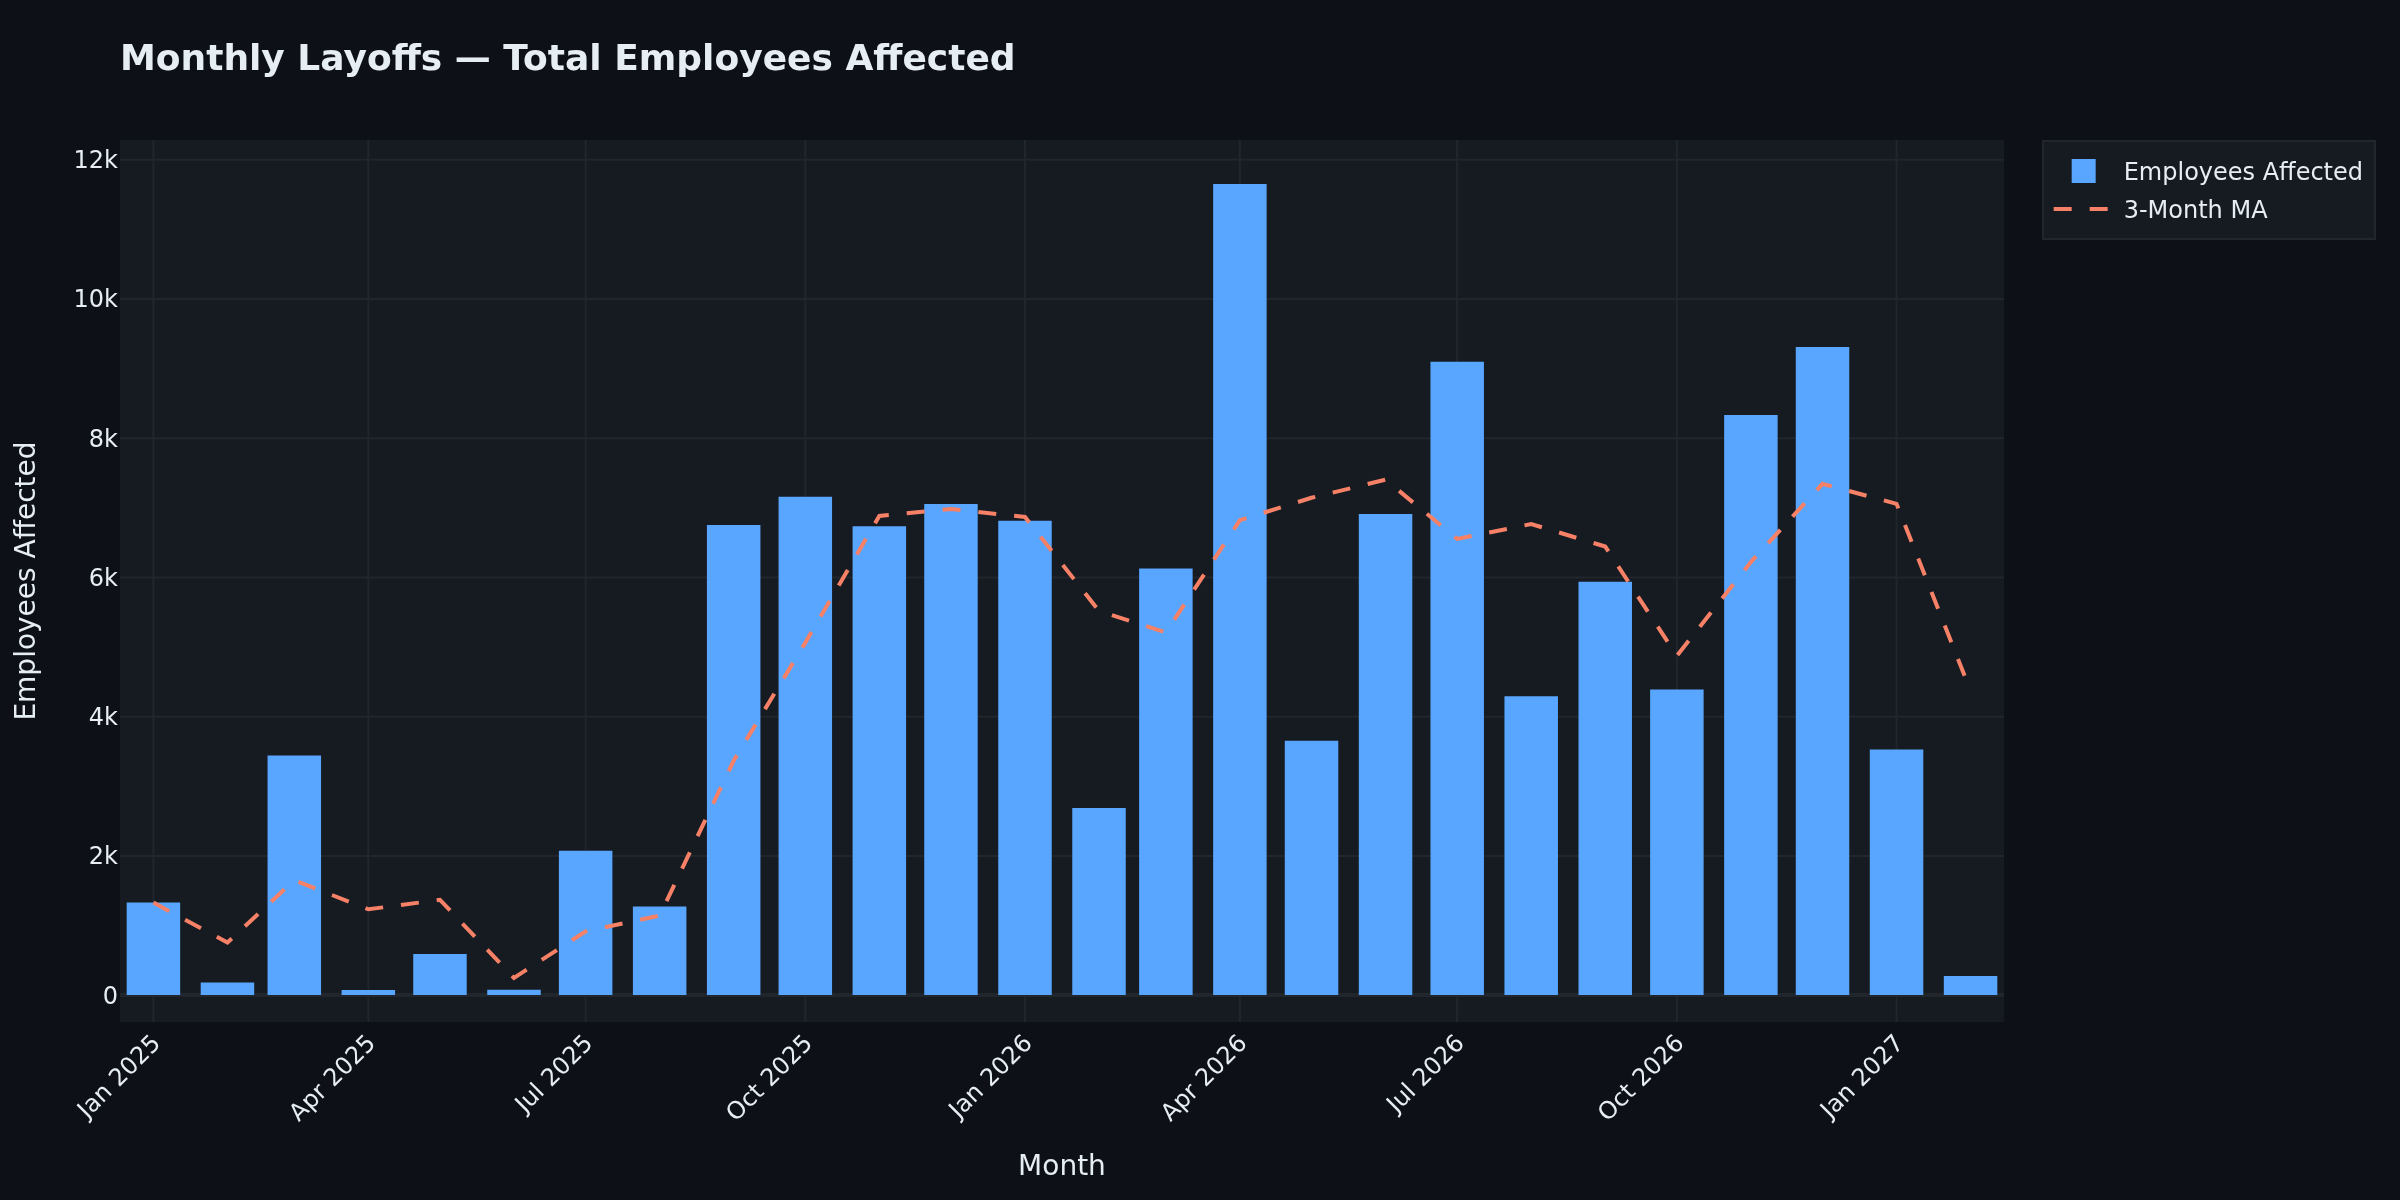 Monthly Layoffs — Total Employees Affected
Employees Affected
3-Month MA
Employees Affected
12k
10k
8k
6k
4k
2k
0
Jan 2025
Apr 2025
Jul 2025
Oct 2025
Jan 2026
Apr 2026
Jul 2026
Oct 2026
Jan 2027
Month